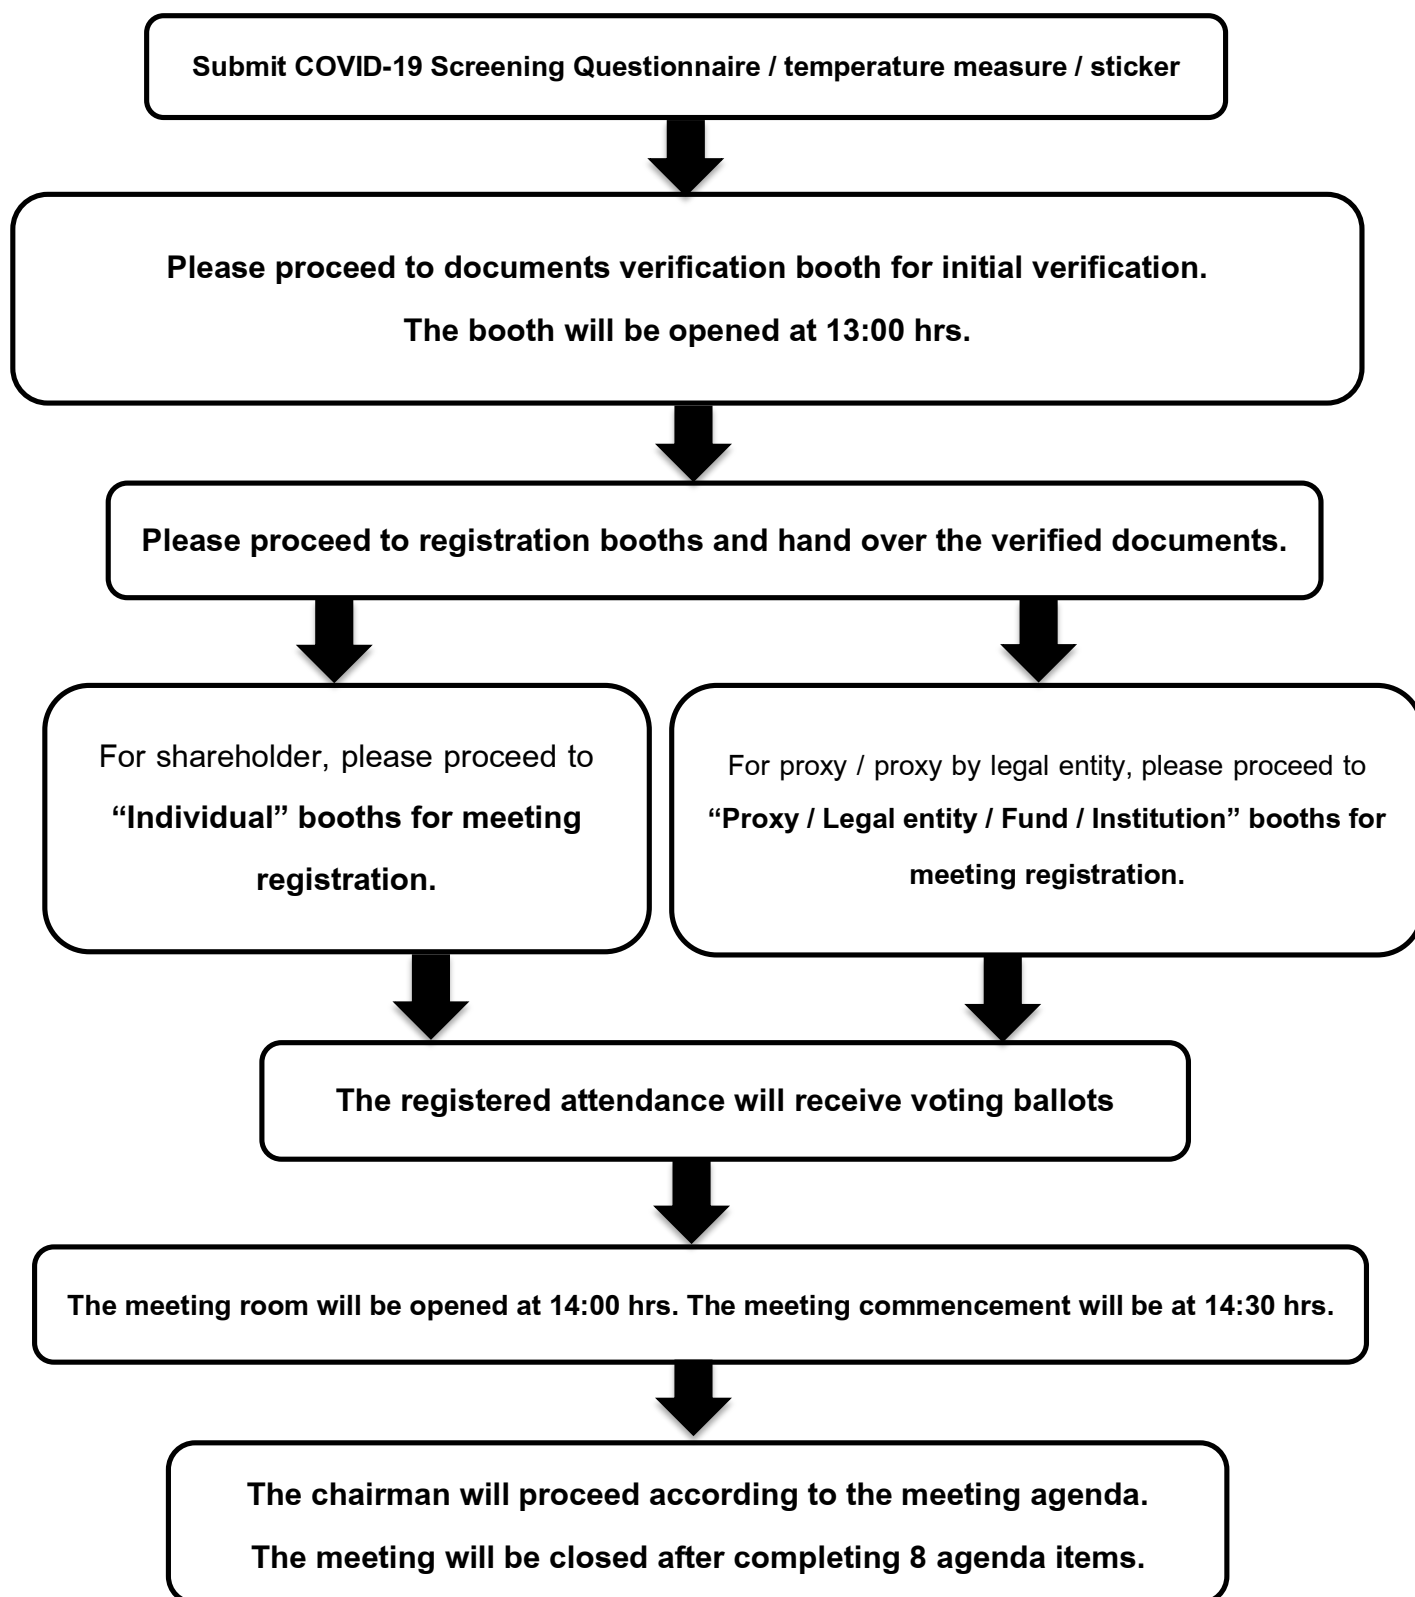 Submit COVID-19 Screening Questionnaire / temperature measure / sticker
Please proceed to documents verification booth for initial verification.
The booth will be opened at 13:00 hrs.
Please proceed to registration booths and hand over the verified documents.
For shareholder, please proceed to
“Individual” booths for meeting
registration.
For proxy / proxy by legal entity, please proceed to
“Proxy / Legal entity / Fund / Institution” booths for
meeting registration.
The registered attendance will receive voting ballots
The meeting room will be opened at 14:00 hrs. The meeting commencement will be at 14:30 hrs.
The chairman will proceed according to the meeting agenda.
The meeting will be closed after completing 8 agenda items.